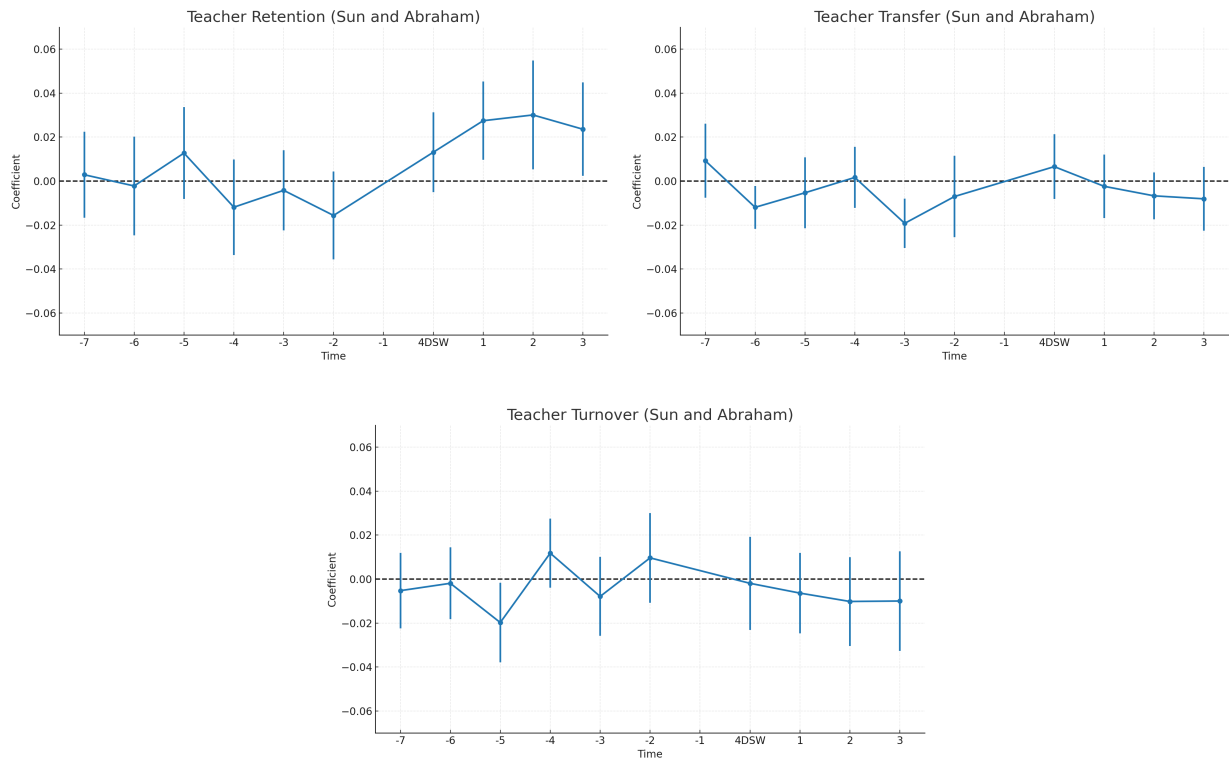 Teacher Retention (Sun and Abraham)
0.06
0.04
0.02
0.00
−0.02
−0.04
−0.06
Coefficient
-7 -6 -5 -4 -3 -2 -1 4DSW 1 2 3
Time
Teacher Transfer (Sun and Abraham)
0.06
0.04
0.02
0.00
−0.02
−0.04
−0.06
Coefficient
-7 -6 -5 -4 -3 -2 -1 4DSW 1 2 3
Time
Teacher Turnover (Sun and Abraham)
0.06
0.04
0.02
0.00
−0.02
−0.04
−0.06
Coefficient
-7 -6 -5 -4 -3 -2 -1 4DSW 1 2 3
Time